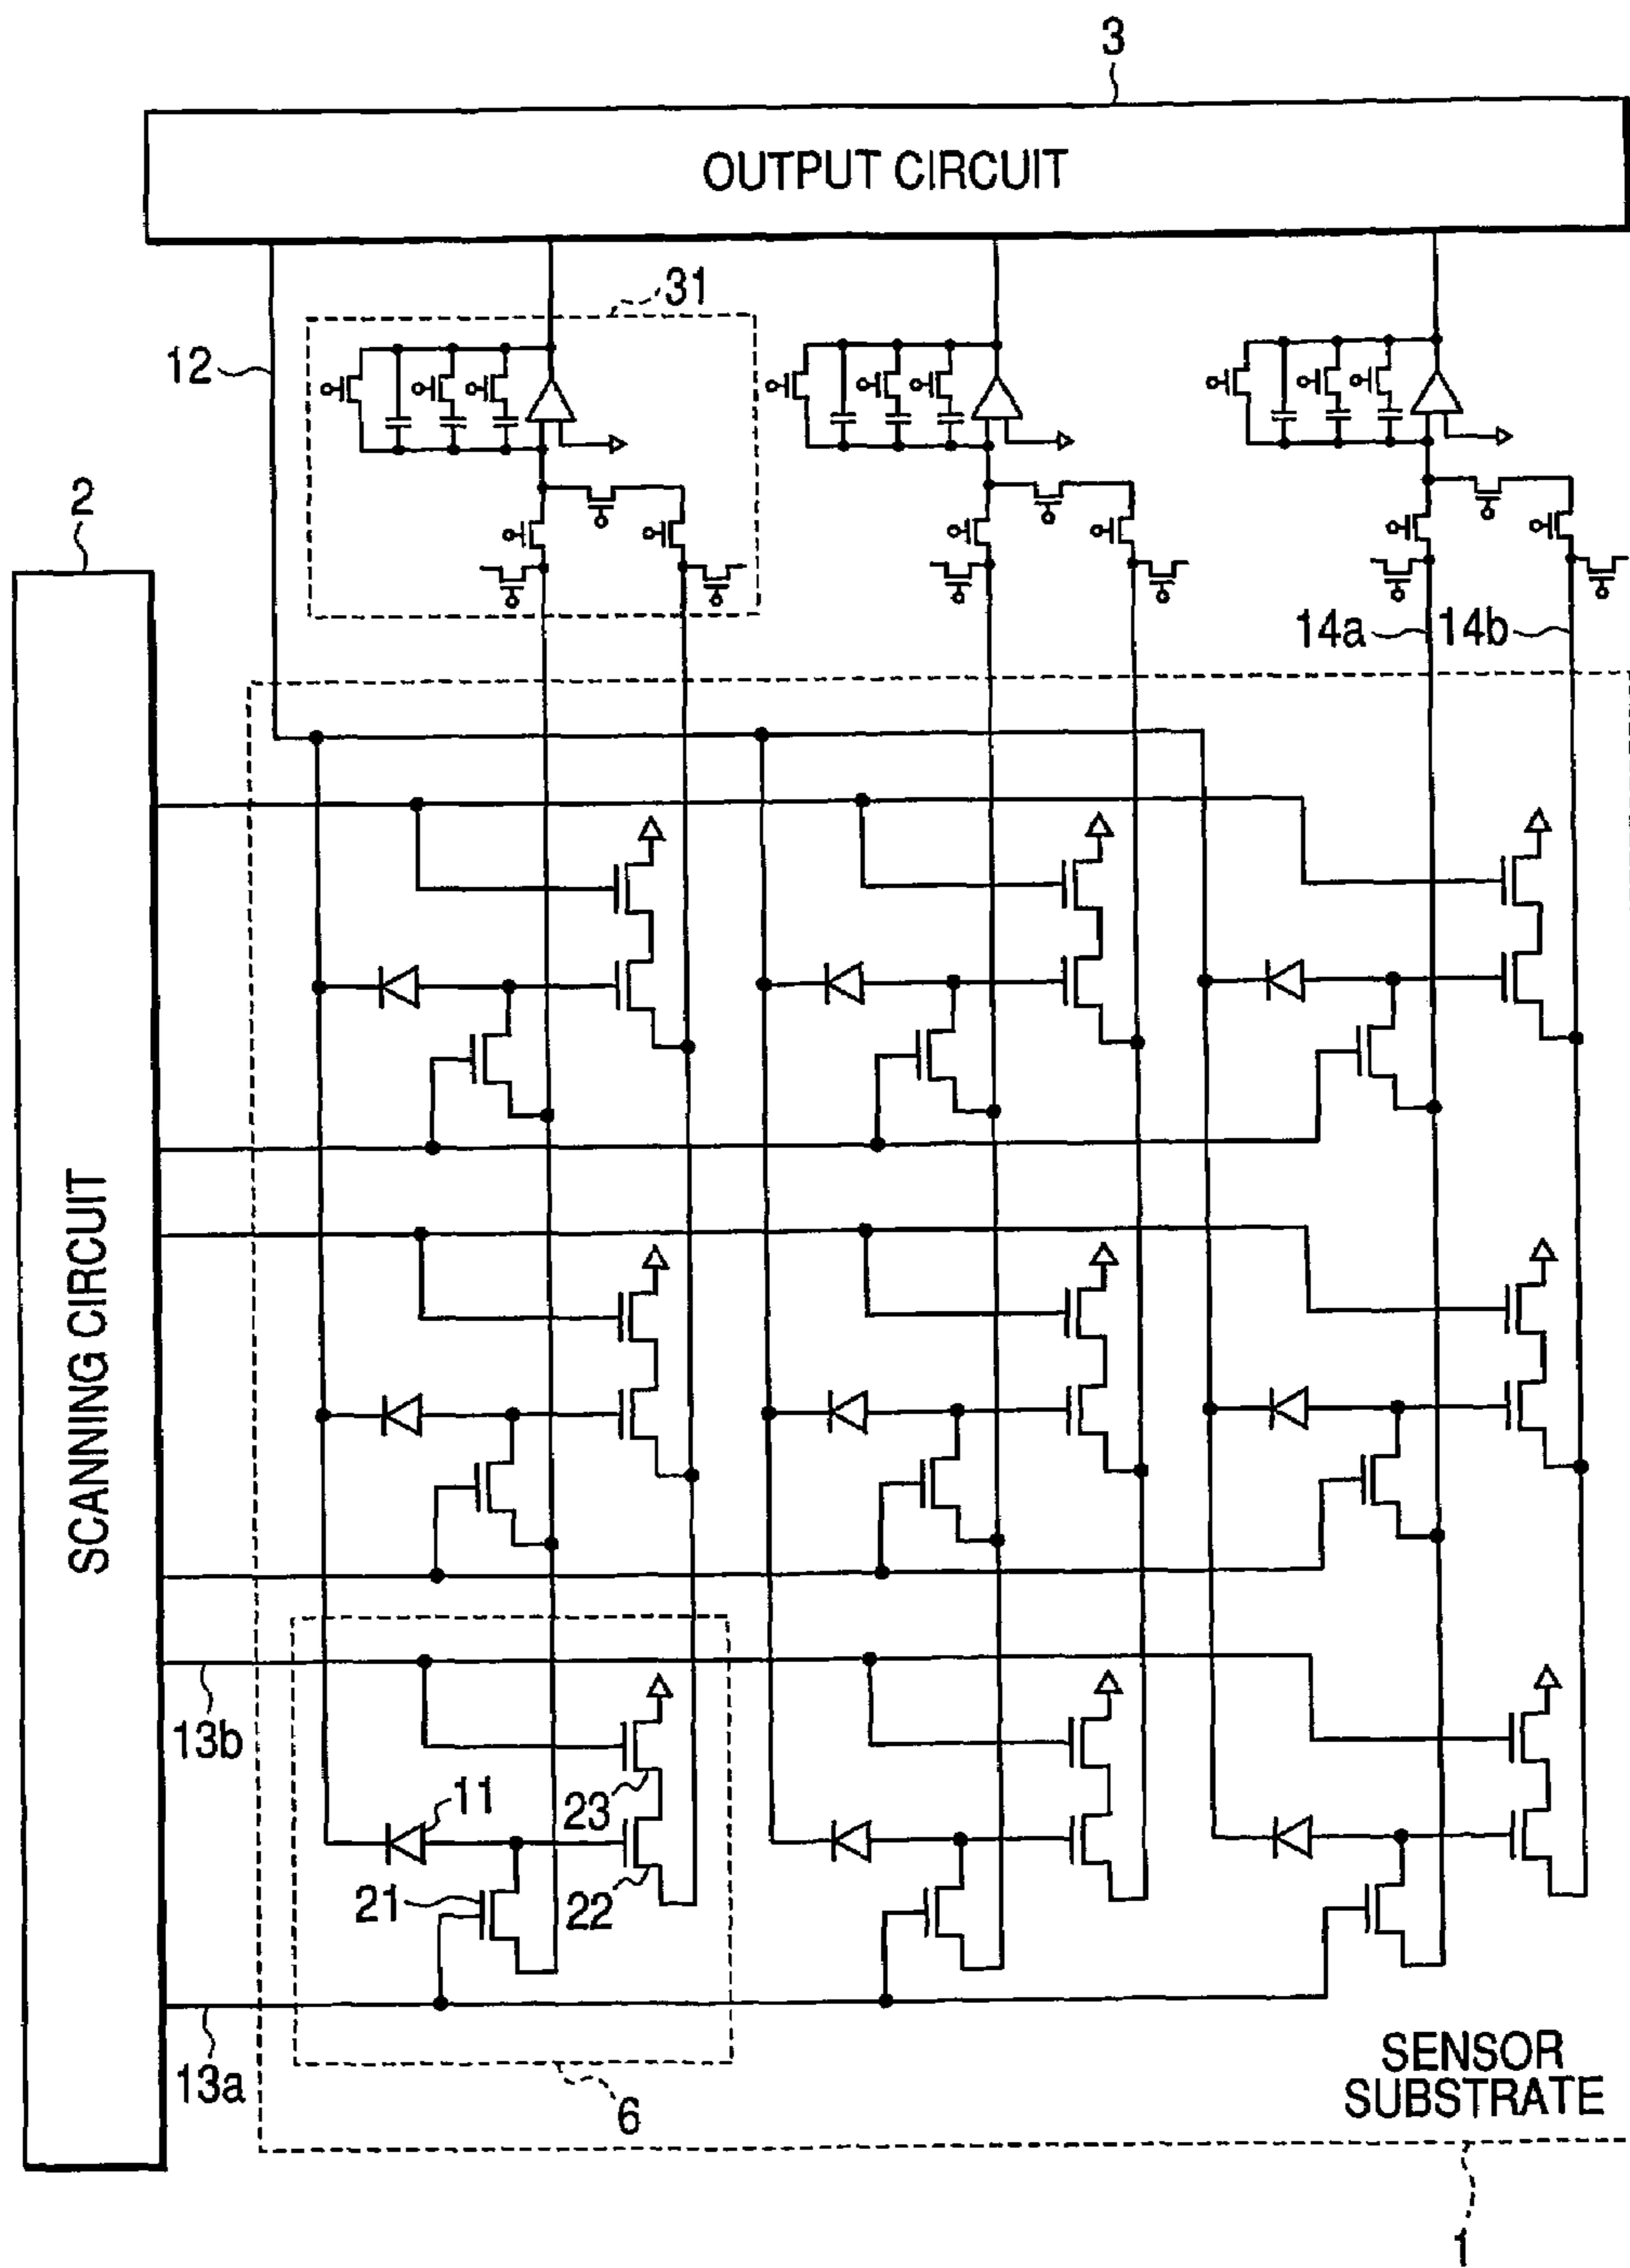 3
OUTPUT CIRCUIT
31
12
2
14a
14b
SCANNING CIRCUIT
13b
11
23
21
22
13a
6
SENSOR
SUBSTRATE
1